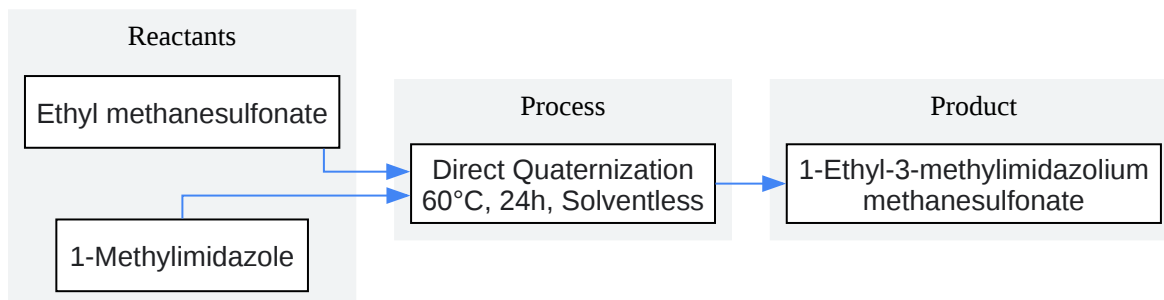 Reactants
Ethyl methanesulfonate
1-Methylimidazole
Process
Direct Quaternization
60°C, 24h, Solventless
Product
1-Ethyl-3-methylimidazolium
methanesulfonate